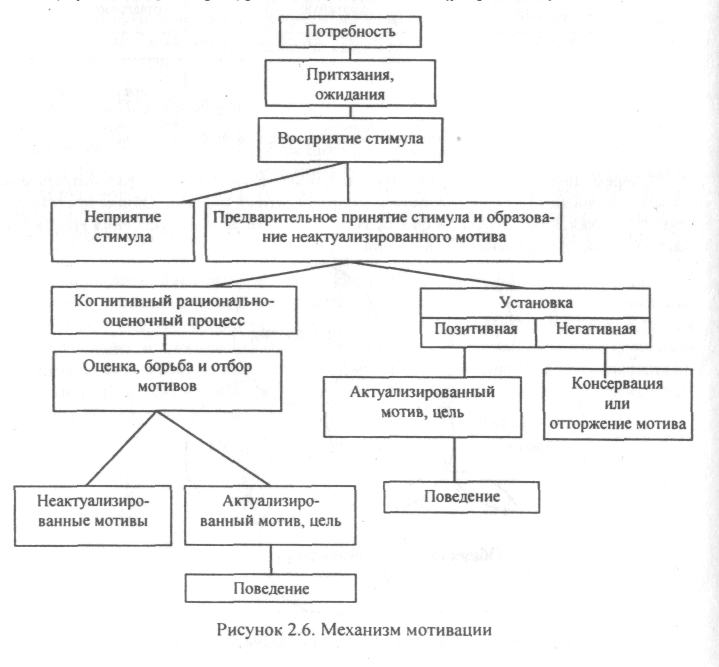 Потребность
Притязания,
ожидания
Восприятие стимула
Неприятие
стимула
Предварительное принятие стимула и образова-
ние неактуализированного мотива
Когнитивный рационально-
оценочный процесс
Установка
Позитивная
Негативная
Оценка, борьба и отбор
мотивов
Актуализированный
мотив, цель
Консервация
или
отторжение мотива
Неактуализиро-
ванные мотивы
Актуализиро-
ванный мотив, цель
Поведение
Поведение
Рисунок 2.6. Механизм мотивации